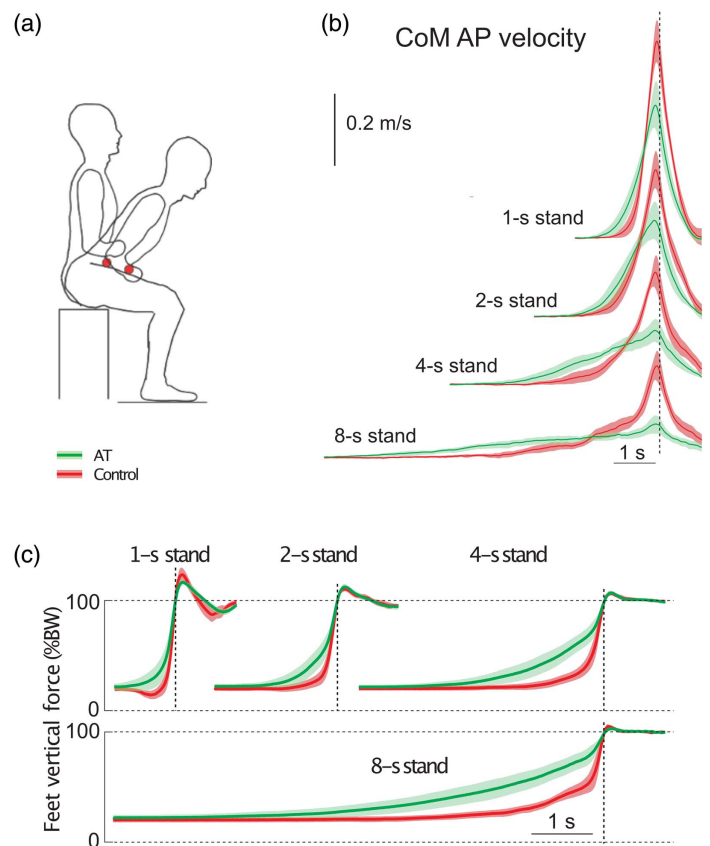 (a)
(b)
CoM AP velocity
0.2 m/s
1-s stand
2-s stand
4-s stand
8-s stand
1 s
AT
Control
(c)
1-s stand
2-s stand
4-s stand
100
0
8-s stand
100
0
1 s
Feet vertical force (%BW)